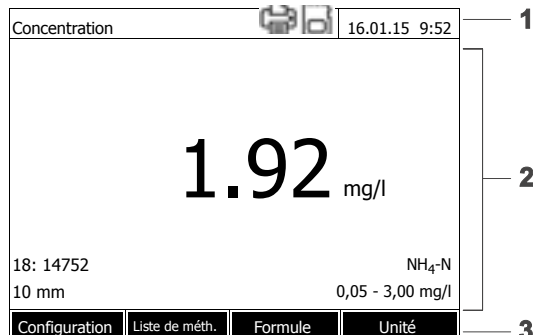 Concentration 16.01.15 9:52 1
1.92 mg/l 2
18: 14752 NH₄-N
10 mm 0,05 - 3,00 mg/l
Configuration Liste de méth. Formule Unité 3